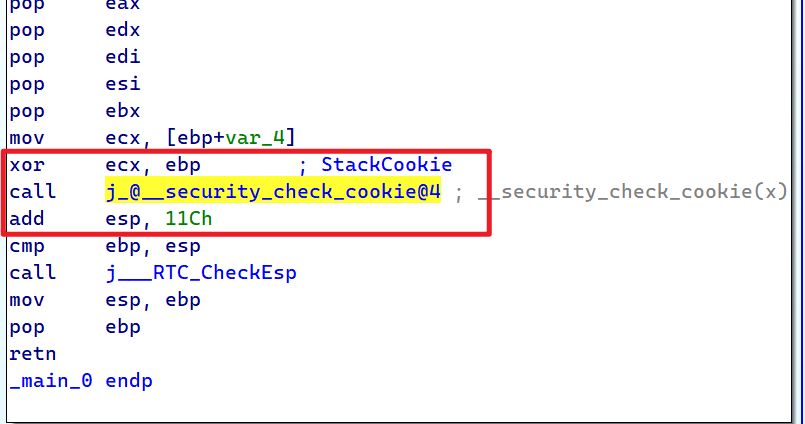 pop eax
pop edx
pop edi
pop esi
pop ebx
mov ecx, [ebp+var_4]
xor ecx, ebp ; StackCookie
call j_@__security_check_cookie@4 ; __security_check_cookie(x)
add esp, 11Ch
cmp ebp, esp
call j___RTC_CheckEsp
mov esp, ebp
pop ebp
retn
_main_0 endp